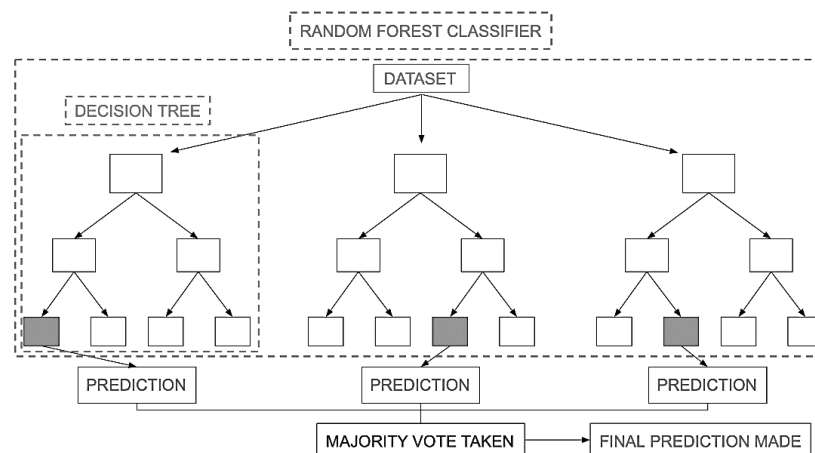 RANDOM FOREST CLASSIFIER
DATASET
DECISION TREE
PREDICTION
PREDICTION
PREDICTION
MAJORITY VOTE TAKEN
FINAL PREDICTION MADE